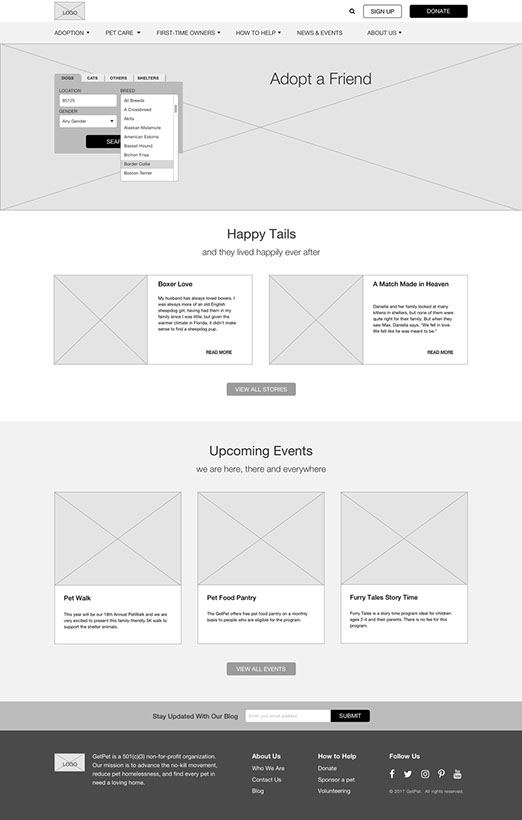 LOGO
SIGN UP
DONATE
ADOPTION
PET CARE
FIRST-TIME OWNERS
HOW TO HELP
NEWS & EVENTS
ABOUT US
Adopt a Friend
DOGS
CATS
OTHERS
SHELTERS
LOCATION
95125
GENDER
Any Gender
SEAR
BREED
All Breeds
A Crossbreed
Akita
Alaskan Malamute
American Eskimo
Basset Hound
Bichon Frise
Border Collie
Boston Terrier
Happy Tails
and they lived happily ever after
Boxer Love
My husband has always loved boxers. I
was always more of an old English
sheepdog girl, having had them in my
family since I was little; but given the
warmer climate in Florida, it didn't make
sense to find a sheepdog pup.
READ MORE
A Match Made in Heaven
Daniella and her family looked at many
kittens in shelters, but none of them were
quite right for their family. But when they
saw Max, Daniella says, "We fell in love.
We felt like he was meant to be."
READ MORE
VIEW ALL STORIES
Upcoming Events
we are here, there and everywhere
Pet Walk
This year will be our 18th Annual PetWalk and we are
very excited to present this family-friendly 5K walk to
support the shelter animals.
Pet Food Pantry
The GetPet offers free pet food pantry on a monthly
basis to people who are eligible for the program.
Furry Tales Story Time
Furry Tales is a story time program ideal for children
ages 2-4 and their parents. There is no fee for this
program.
VIEW ALL EVENTS
Stay Updated With Our Blog
Enter your email address
SUBMIT
LOGO
GetPet is a 501(c)(3) non-for-profit organization.
Our mission is to advance the no-kill movement,
reduce pet homelessness, and find every pet in
need a loving home.
About Us
Who We Are
Contact Us
Blog
How to Help
Donate
Sponsor a pet
Volunteering
Follow Us
© 2017 GetPet. All rights reserved.